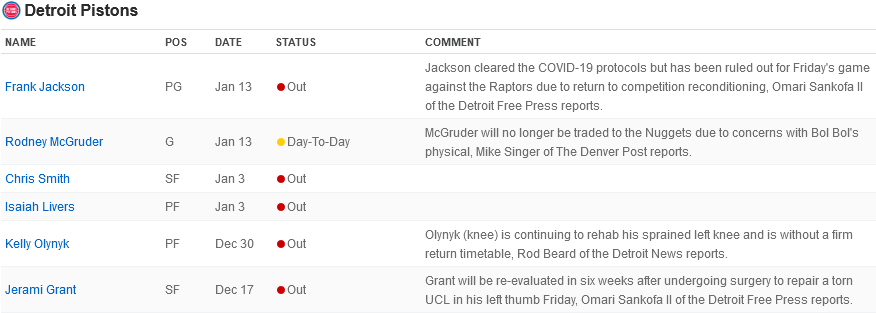 Detroit Pistons
NAME POS DATE STATUS COMMENT
Jackson cleared the COVID-19 protocols but has been ruled out for Friday's game
Frank Jackson PG Jan 13 Out against the Raptors due to return to competition reconditioning, Omari Sankofa II
of the Detroit Free Press reports.
McGruder will no longer be traded to the Nuggets due to concerns with Bol Bol's
Rodney McGruder G Jan 13 Day-To-Day
physical, Mike Singer of The Denver Post reports.
Chris Smith SF Jan 3 Out
Isaiah Livers PF Jan 3 Out
Olynyk (knee) is continuing to rehab his sprained left knee and is without a firm
Kelly Olynyk PF Dec 30 Out
return timetable, Rod Beard of the Detroit News reports.
Grant will be re-evaluated in six weeks after undergoing surgery to repair a torn
Jerami Grant SF Dec 17 Out
UCL in his left thumb Friday, Omari Sankofa II of the Detroit Free Press reports.